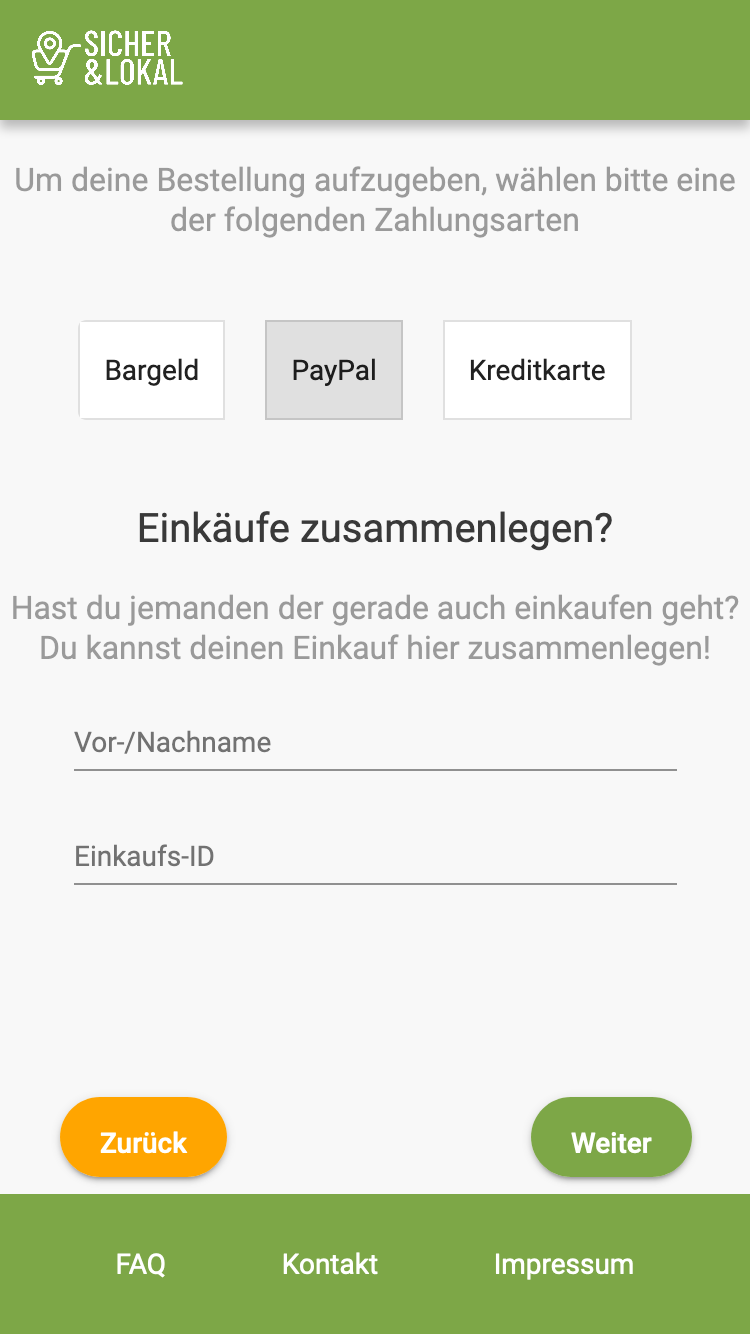 SICHER
&LOKAL
Um deine Bestellung aufzugeben, wählen bitte eine
der folgenden Zahlungsarten
Bargeld
PayPal
Kreditkarte
Einkäufe zusammenlegen?
Hast du jemanden der gerade auch einkaufen geht?
Du kannst deinen Einkauf hier zusammenlegen!
Vor-/Nachname
Einkaufs-ID
Zurück
Weiter
FAQ
Kontakt
Impressum